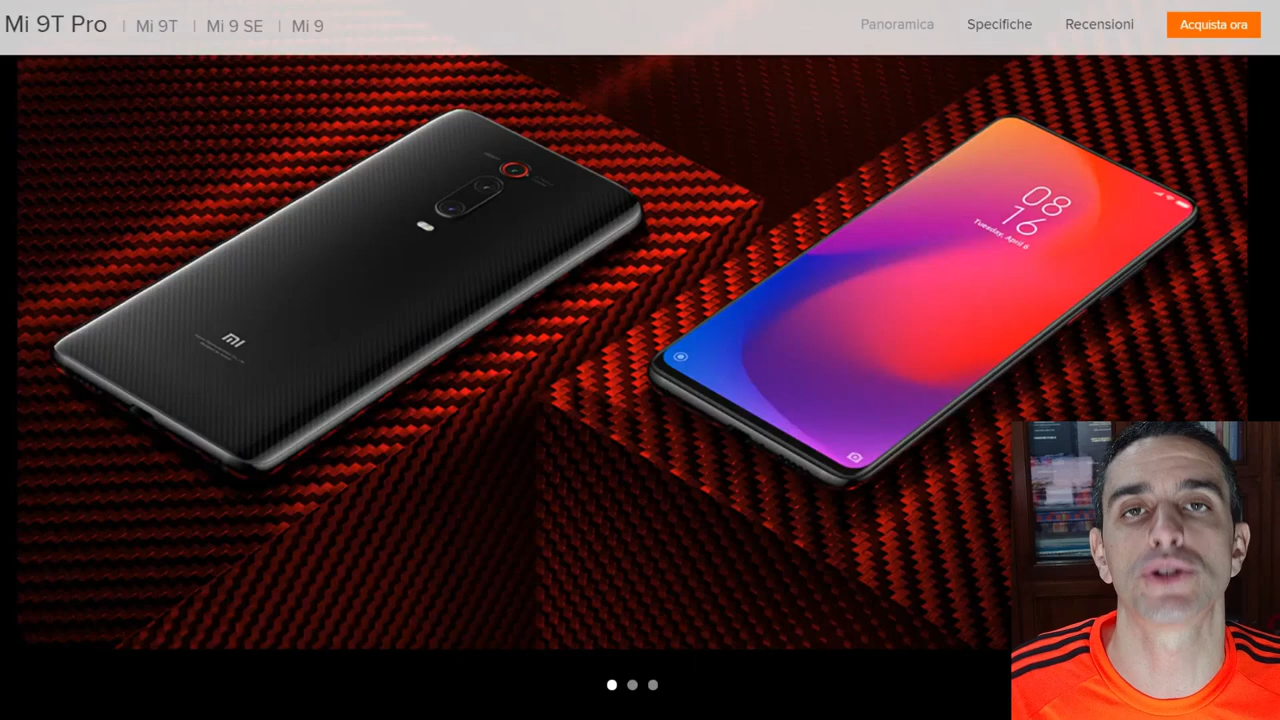 Mi 9T Pro
Mi 9T
Mi 9 SE
Mi 9
Panoramica
Specifiche
Recensioni
Acquista ora
08
16
Tuesday, April 6